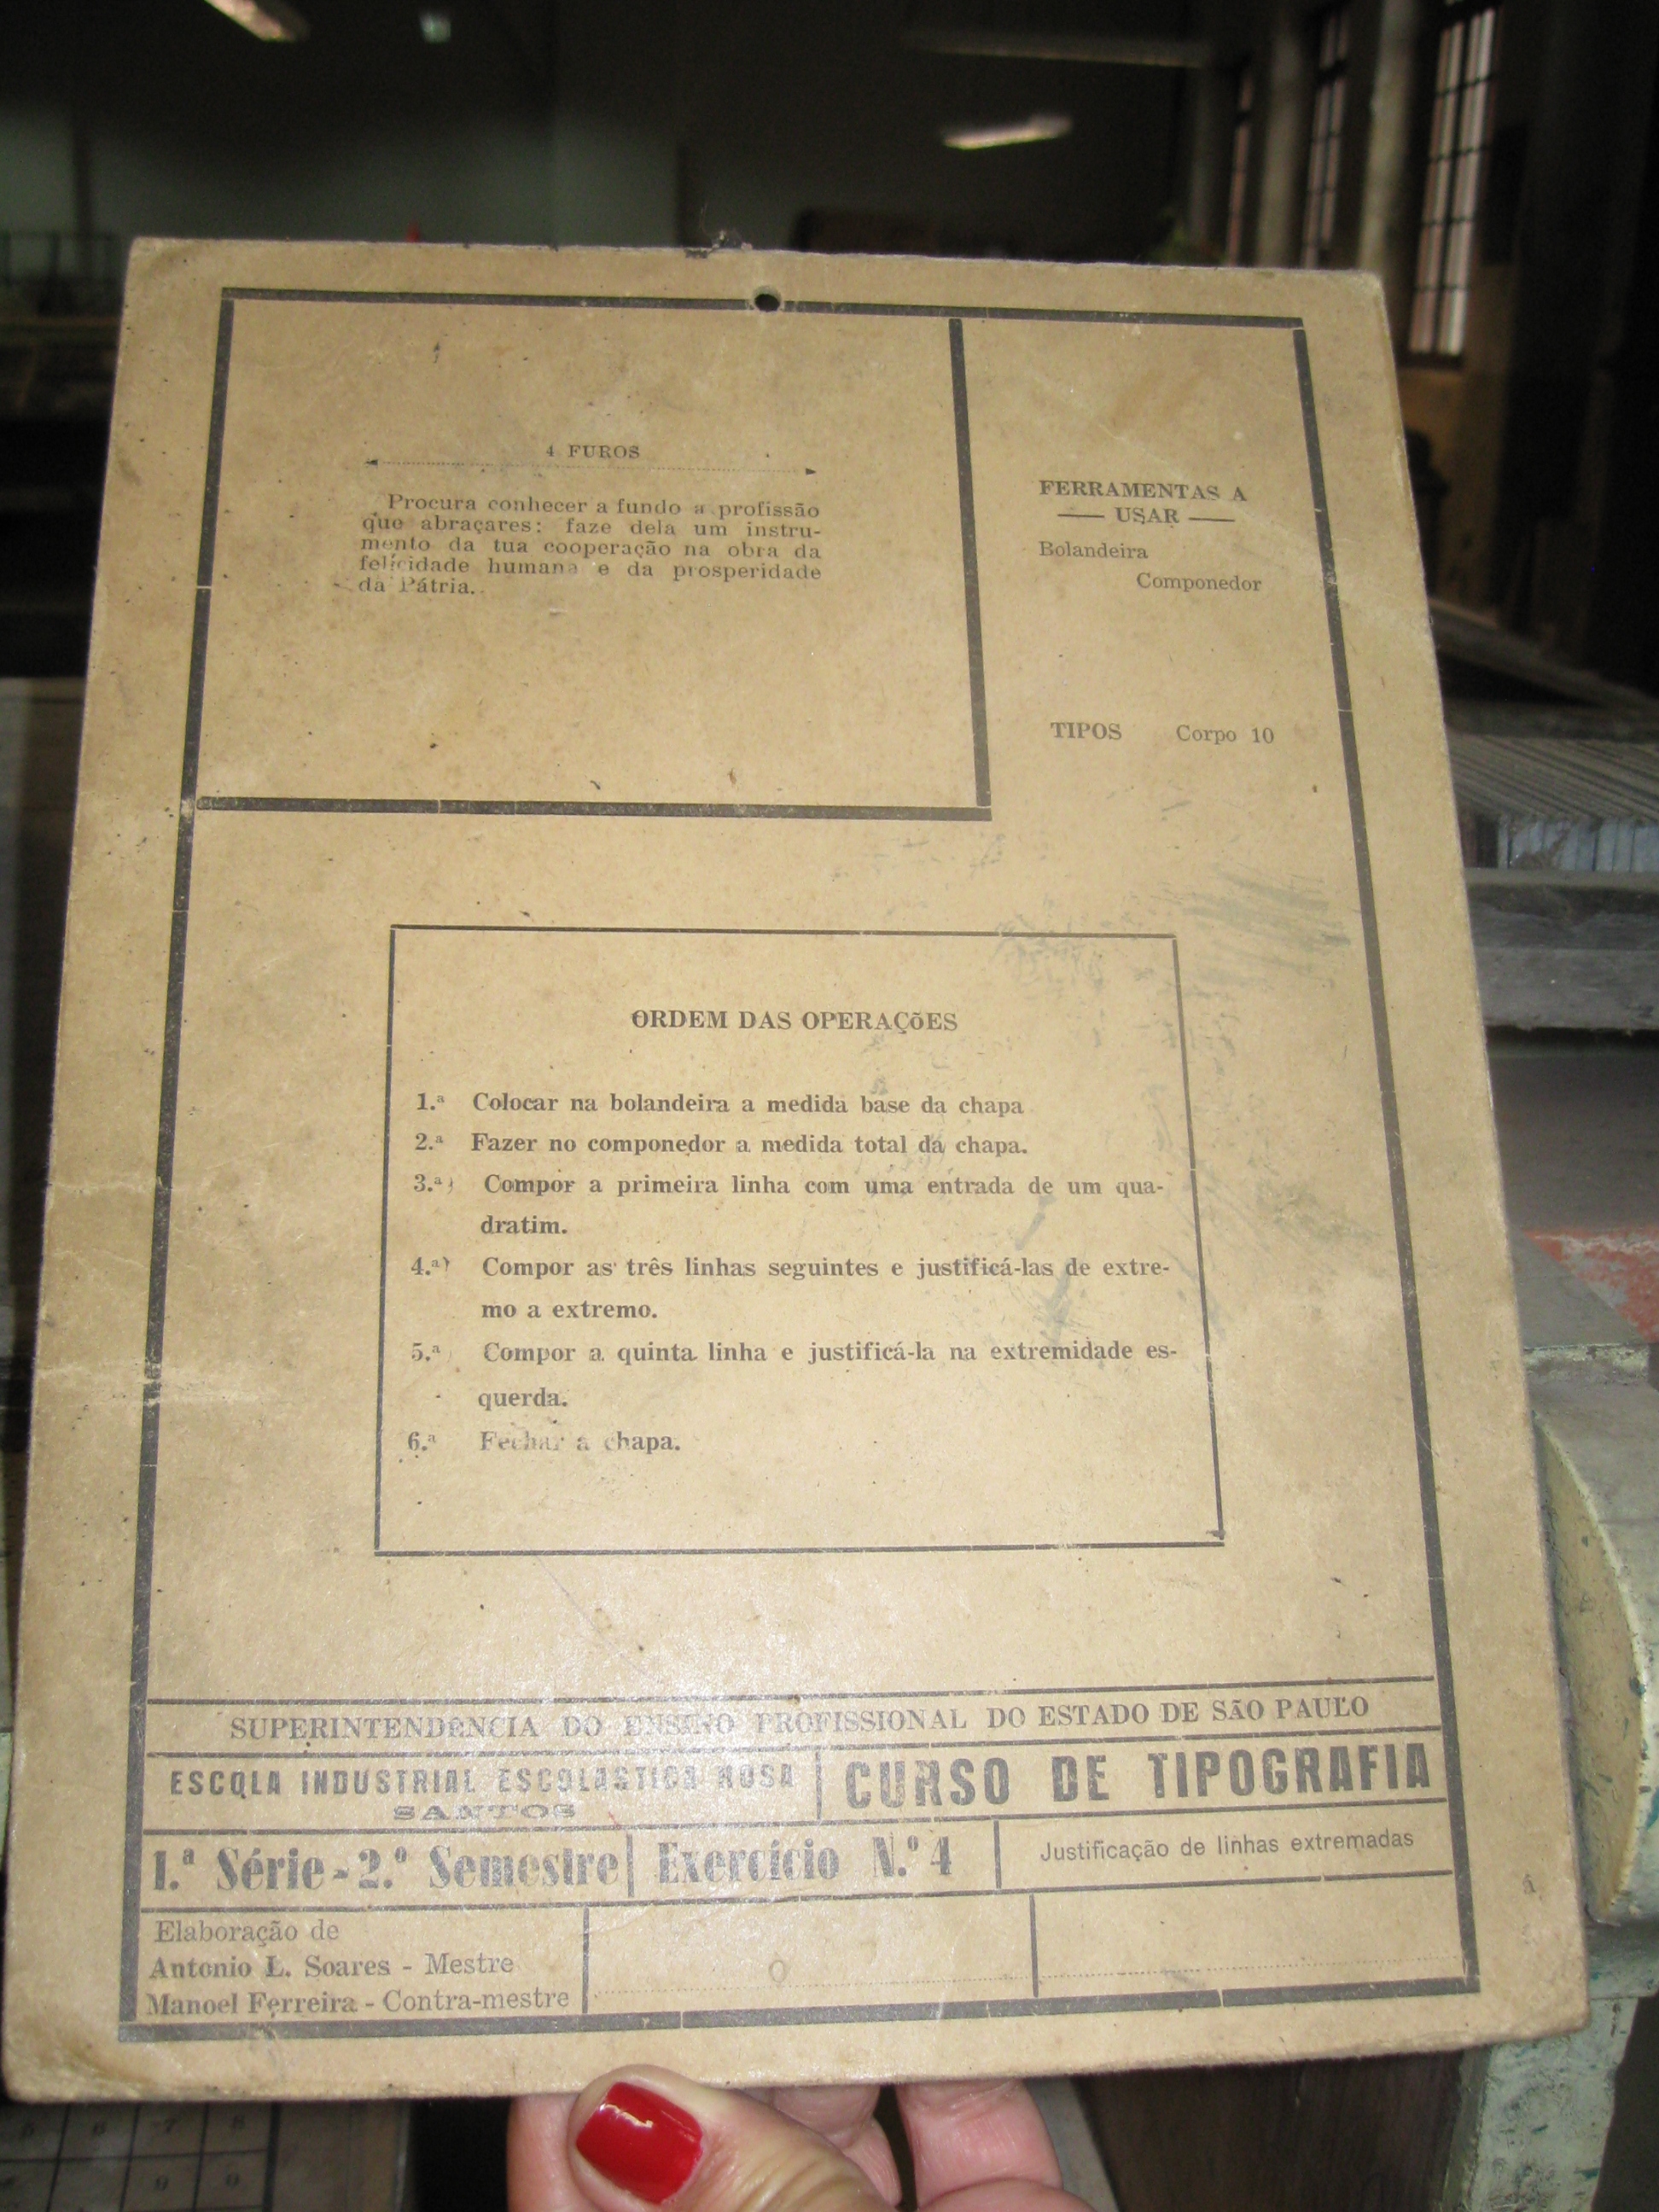 4 FUROS
Procura conhecer a fundo a profissão
que abraçares: faze dela um instru-
mento da tua cooperação na obra da
felicidade humana e da prosperidade
da Pátria.
FERRAMENTAS A
USAR
Bolandeira
Componedor
TIPOS Corpo 10
ORDEM DAS OPERAÇõES
1.ª Colocar na bolandeira a medida base da chapa
2.ª Fazer no componedor a medida total da chapa.
3.ª) Compor a primeira linha com uma entrada de um qua-
dratim.
4.ª) Compor as três linhas seguintes e justificá-las de extre-
mo a extremo.
5.ª) Compor a quinta linha e justificá-la na extremidade es-
querda.
6.ª Fechar a chapa.
SUPERINTENDENCIA DO ENSINO PROFISSIONAL DO ESTADO DE SãO PAULO
ESCOLA INDUSTRIAL ESCOLASTICA ROSA
SANTOS
CURSO DE TIPOGRAFIA
1.ª Série - 2.º Semestre
Exercício N.º 4
Justificação de linhas extremadas
Elaboração de
Antonio L. Soares - Mestre
Manoel Ferreira - Contra-mestre
5 6 7 8
9 0